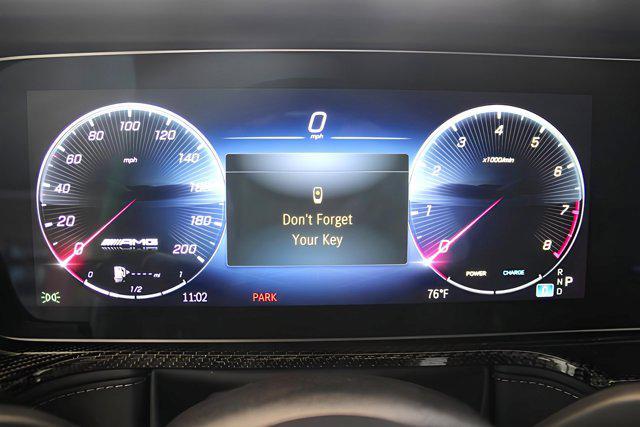 0
mph
100
80
120
60
mph
140
40
160
20
180
0
AMG
200
0
mi
1
1/2
11:02
PARK
Don't Forget
Your Key
4
3
5
x1000/min
2
6
1
7
0
8
POWER
CHARGE
76°F
R
N P
D